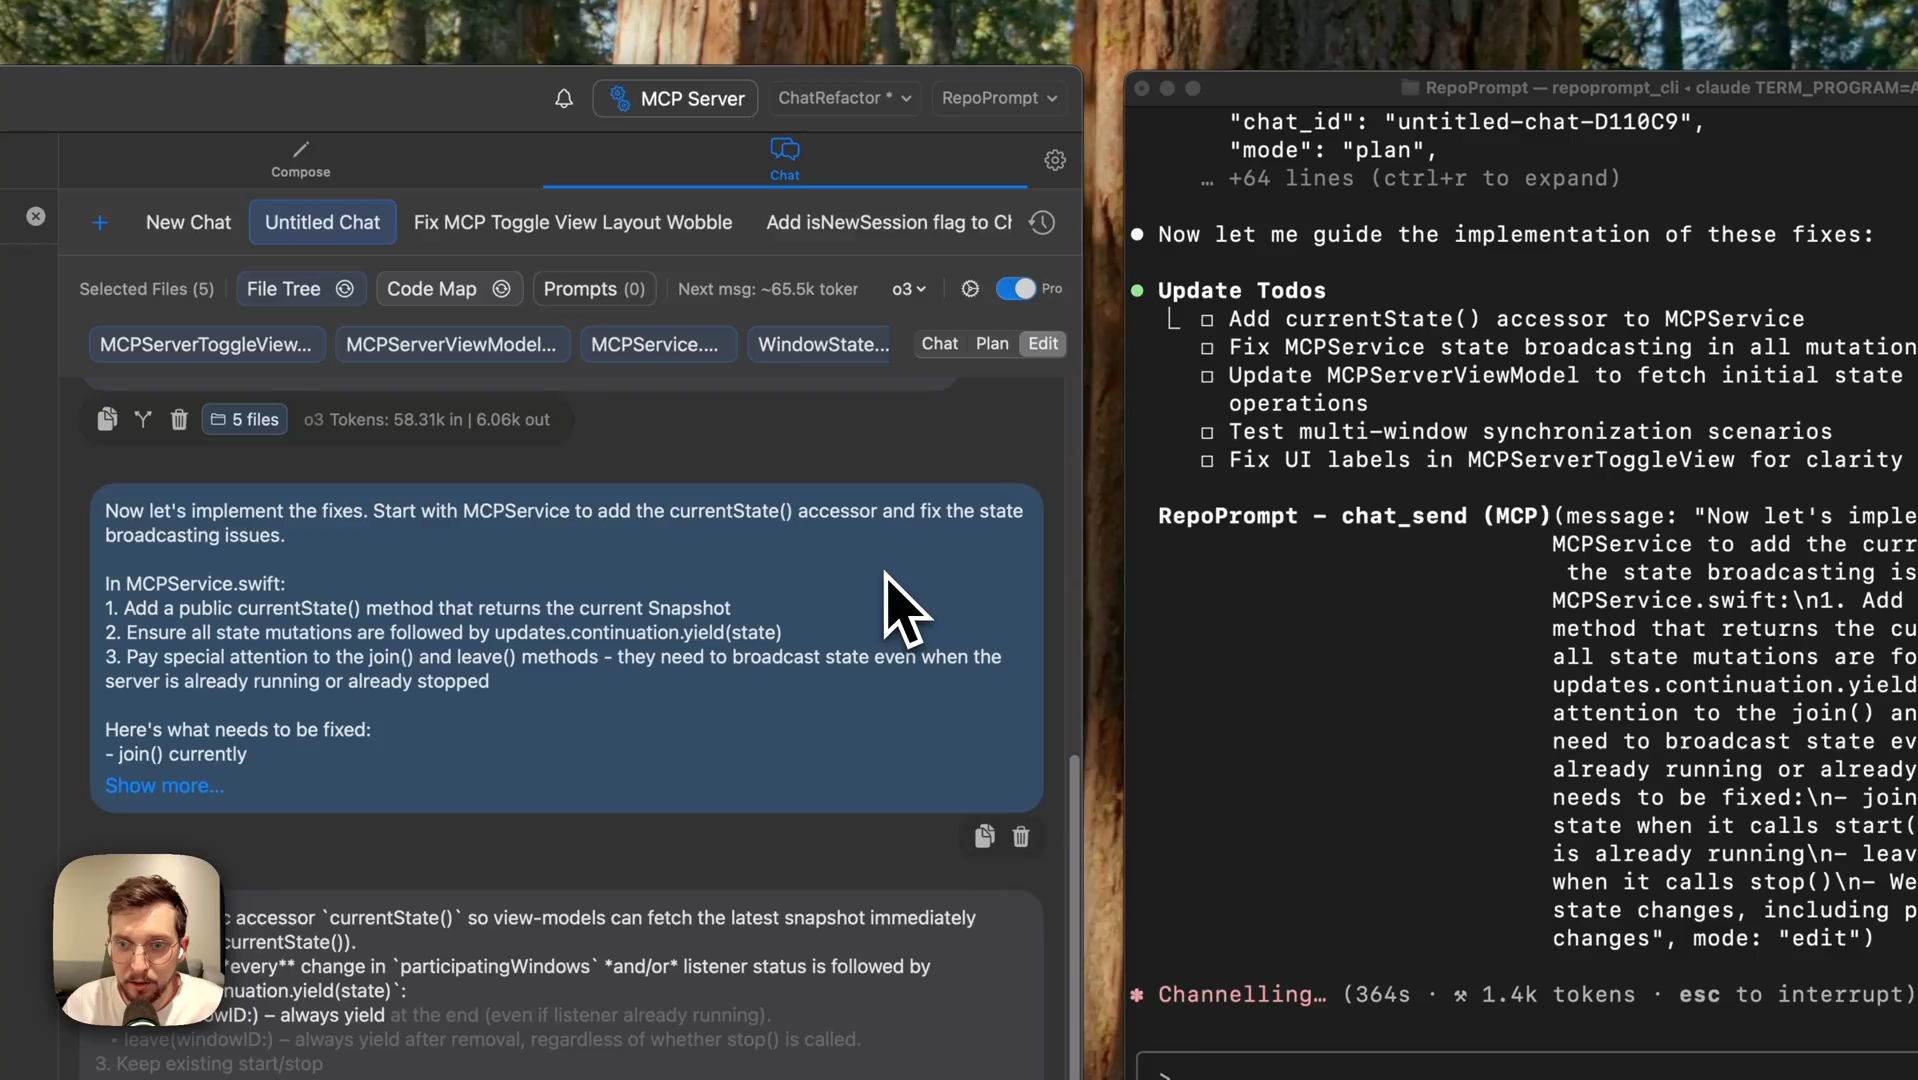 MCP Server
ChatRefactor *
RepoPrompt
Compose
Chat
New Chat
Untitled Chat
Fix MCP Toggle View Layout Wobble
Add isNewSession flag to Ch
Selected Files (5)
File Tree
Code Map
Prompts (0)
Next msg: ~65.5k token
o3
Pro
MCPServerToggleView...
MCPServerViewModel...
MCPService....
WindowState...
Chat
Plan
Edit
5 files
o3 Tokens: 58.31k in | 6.06k out
Now let's implement the fixes. Start with MCPService to add the currentState() accessor and fix the state
broadcasting issues.
In MCPService.swift:
1. Add a public currentState() method that returns the current Snapshot
2. Ensure all state mutations are followed by updates.continuation.yield(state)
3. Pay special attention to the join() and leave() methods - they need to broadcast state even when the
server is already running or already stopped
Here's what needs to be fixed:
- join() currently
Show more...
c accessor `currentState()` so view-models can fetch the latest snapshot immediately
currentState()).
*every** change in `participatingWindows` *and/or* listener status is followed by
nuation.yield(state)`:
wID:) – always yield at the end (even if listener already running).
• leave(windowID:) – always yield after removal, regardless of whether stop() is called.
3. Keep existing start/stop
RepoPrompt — repoprompt_cli ◂ claude TERM_PROGRAM=A
"chat_id": "untitled-chat-D110C9",
"mode": "plan",
… +64 lines (ctrl+r to expand)
Now let me guide the implementation of these fixes:
Update Todos
Add currentState() accessor to MCPService
Fix MCPService state broadcasting in all mutation
Update MCPServerViewModel to fetch initial state
operations
Test multi-window synchronization scenarios
Fix UI labels in MCPServerToggleView for clarity
RepoPrompt - chat_send (MCP)(message: "Now let's imple
MCPService to add the curr
the state broadcasting is
MCPService.swift:\n1. Add
method that returns the cu
all state mutations are fo
updates.continuation.yield
attention to the join() an
need to broadcast state ev
already running or already
needs to be fixed:\n- join
state when it calls start(
is already running\n- leav
when it calls stop()\n- We
state changes, including p
changes", mode: "edit")
✽ Channelling… (364s · ⚒ 1.4k tokens · esc to interrupt)
>